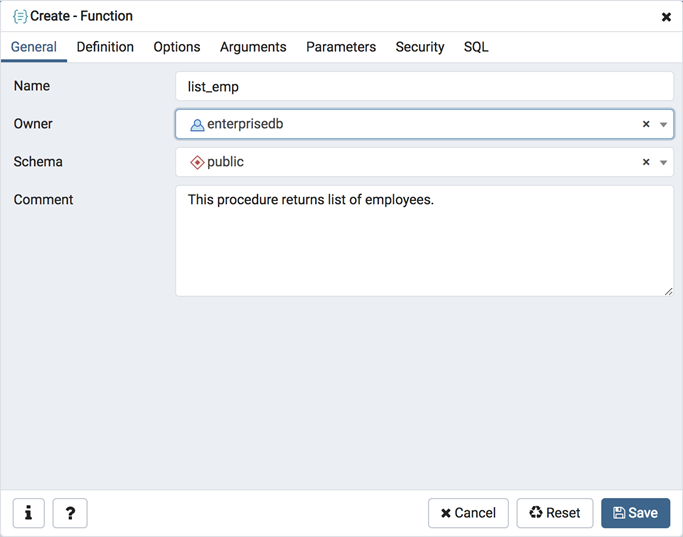 Create - Function
General Definition Options Arguments Parameters Security SQL
Name list_emp
Owner enterprisedb
Schema public
Comment This procedure returns list of employees.
i ? Cancel Reset Save